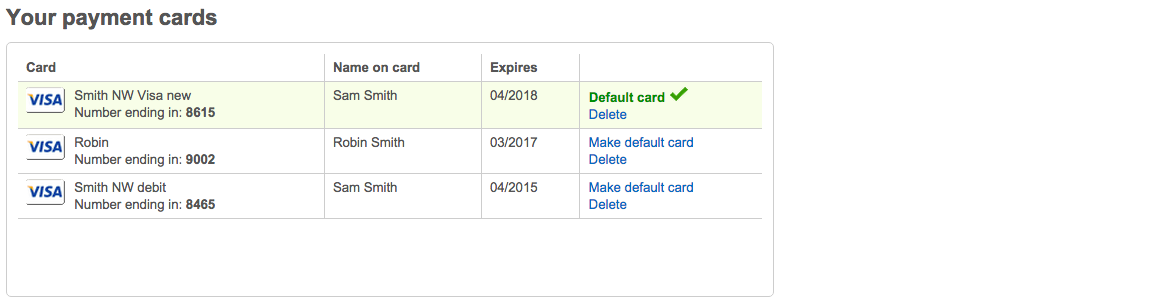 Your payment cards
Card Name on card Expires
VISA Smith NW Visa new Sam Smith 04/2018 Default card
Number ending in: 8615 Delete
VISA Robin Robin Smith 03/2017 Make default card
Number ending in: 9002 Delete
VISA Smith NW debit Sam Smith 04/2015 Make default card
Number ending in: 8465 Delete